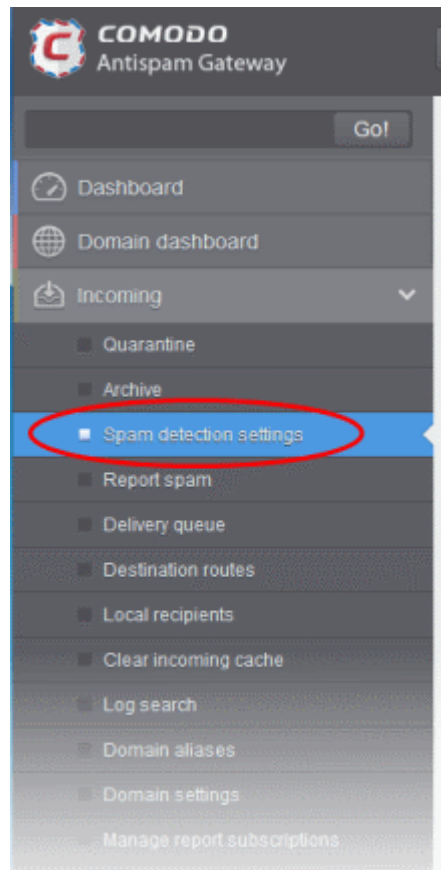 COMODO
Antispam Gateway
Go!
Dashboard
Domain dashboard
Incoming
Quarantine
Archive
Spam detection settings
Report spam
Delivery queue
Destination routes
Local recipients
Clear incoming cache
Log search
Domain aliases
Domain settings
Manage report subscriptions